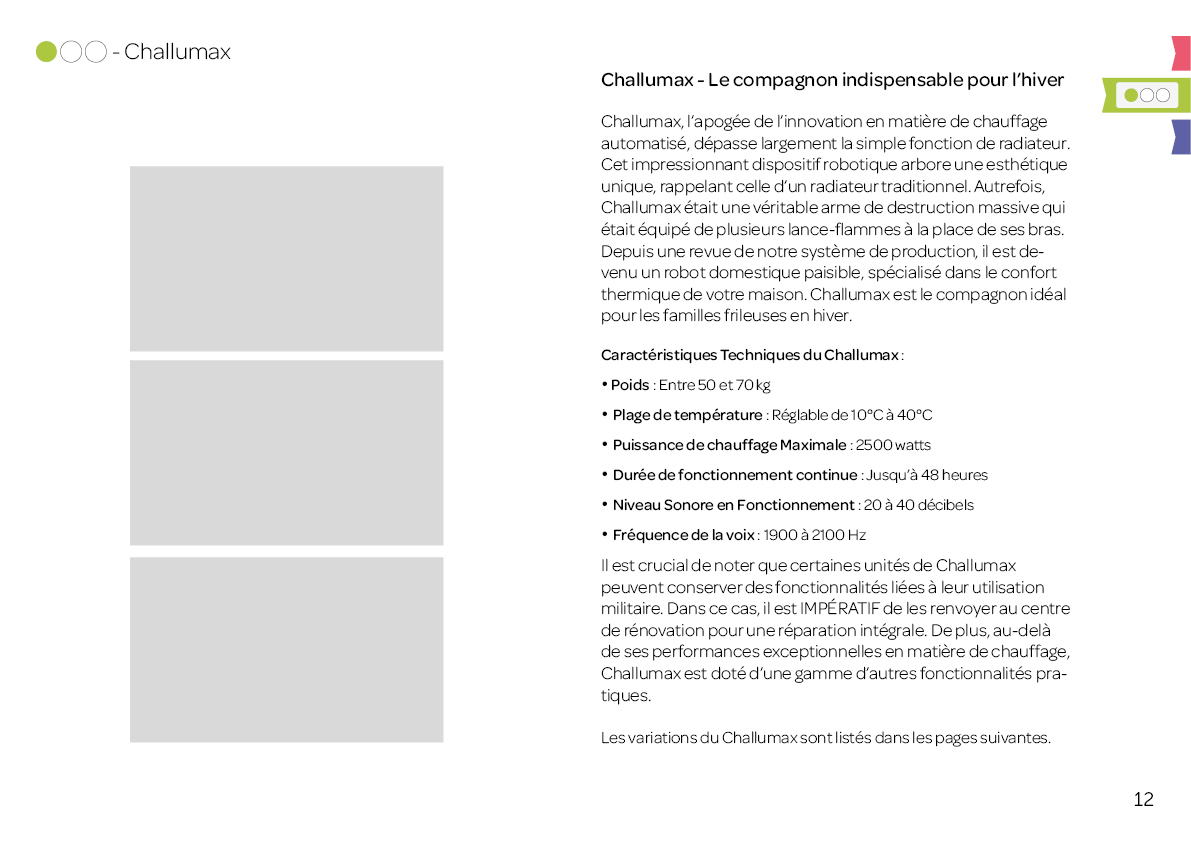 - Challumax
Challumax - Le compagnon indispensable pour l’hiver
Challumax, l’apogée de l’innovation en matière de chauffage
automatisé, dépasse largement la simple fonction de radiateur.
Cet impressionnant dispositif robotique arbore une esthétique
unique, rappelant celle d’un radiateur traditionnel. Autrefois,
Challumax était une véritable arme de destruction massive qui
était équipé de plusieurs lance-flammes à la place de ses bras.
Depuis une revue de notre système de production, il est de-
venu un robot domestique paisible, spécialisé dans le confort
thermique de votre maison. Challumax est le compagnon idéal
pour les familles frileuses en hiver.
Caractéristiques Techniques du Challumax :
• Poids : Entre 50 et 70 kg
• Plage de température : Réglable de 10°C à 40°C
• Puissance de chauffage Maximale : 2500 watts
• Durée de fonctionnement continue : Jusqu’à 48 heures
• Niveau Sonore en Fonctionnement : 20 à 40 décibels
• Fréquence de la voix : 1900 à 2100 Hz
Il est crucial de noter que certaines unités de Challumax
peuvent conserver des fonctionnalités liées à leur utilisation
militaire. Dans ce cas, il est IMPÉRATIF de les renvoyer au centre
de rénovation pour une réparation intégrale. De plus, au-delà
de ses performances exceptionnelles en matière de chauffage,
Challumax est doté d’une gamme d’autres fonctionnalités pra-
tiques.
Les variations du Challumax sont listés dans les pages suivantes.
12